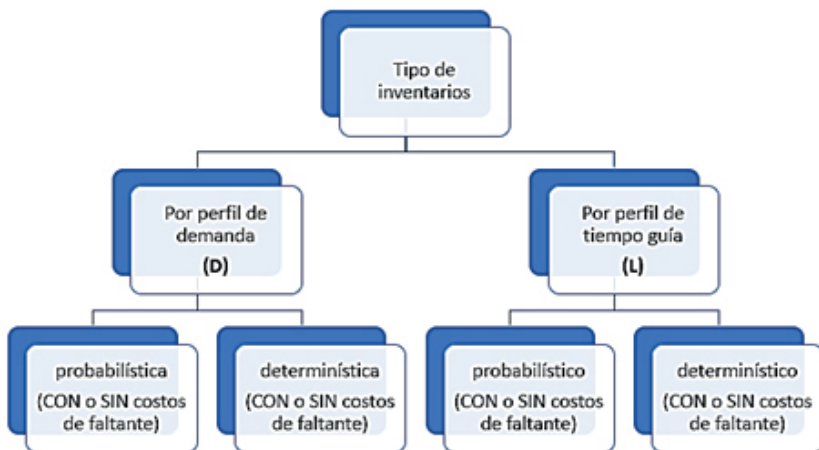 Tipo de
inventarios
Por perfil de
demanda
(D)
Por perfil de
tiempo guía
(L)
probabilística
(CON o SIN costos
de faltante)
determinística
(CON o SIN costos
de faltante)
probabilístico
(CON o SIN costos
de faltante)
determinístico
(CON o SIN costos
de faltante)